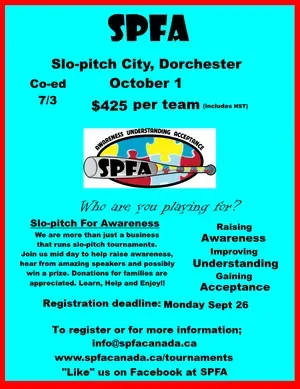 SPFA
Slo-pitch City, Dorchester
Co-ed
7/3
October 1
$425 per team (includes HST)
AWARENESS UNDERSTANDING ACCEPTANCE
SPFA
Who are you playing for?
Slo-pitch For Awareness
We are more than just a business
that runs slo-pitch tournaments.
Join us mid day to help raise awareness,
hear from amazing speakers and possibly
win a prize. Donations for families are
appreciated. Learn, Help and Enjoy!!
Raising
Awareness
Improving
Understanding
Gaining
Acceptance
Registration deadline: Monday Sept 26
To register or for more information;
info@spfacanada.ca
www.spfacanada.ca/tournaments
"Like" us on Facebook at SPFA